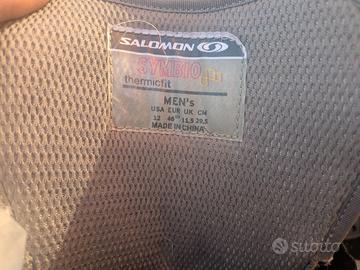 SALOMON
SYMBIO
thermicfit
MEN's
USA EUR UK CM
12 46 11,5 29,5
MADE IN CHINA
subito